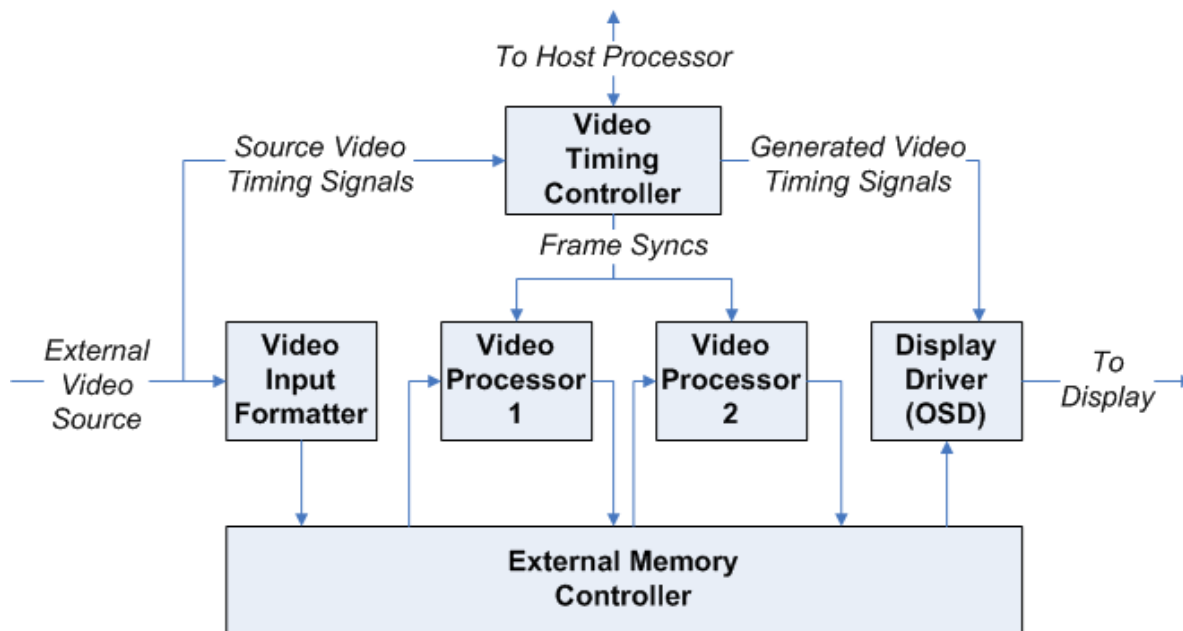 To Host Processor
Video
Timing
Controller
Source Video
Timing Signals
Generated Video
Timing Signals
Frame Syncs
External
Video
Source
Video
Input
Formatter
Video
Processor
1
Video
Processor
2
Display
Driver
(OSD)
To
Display
External Memory
Controller